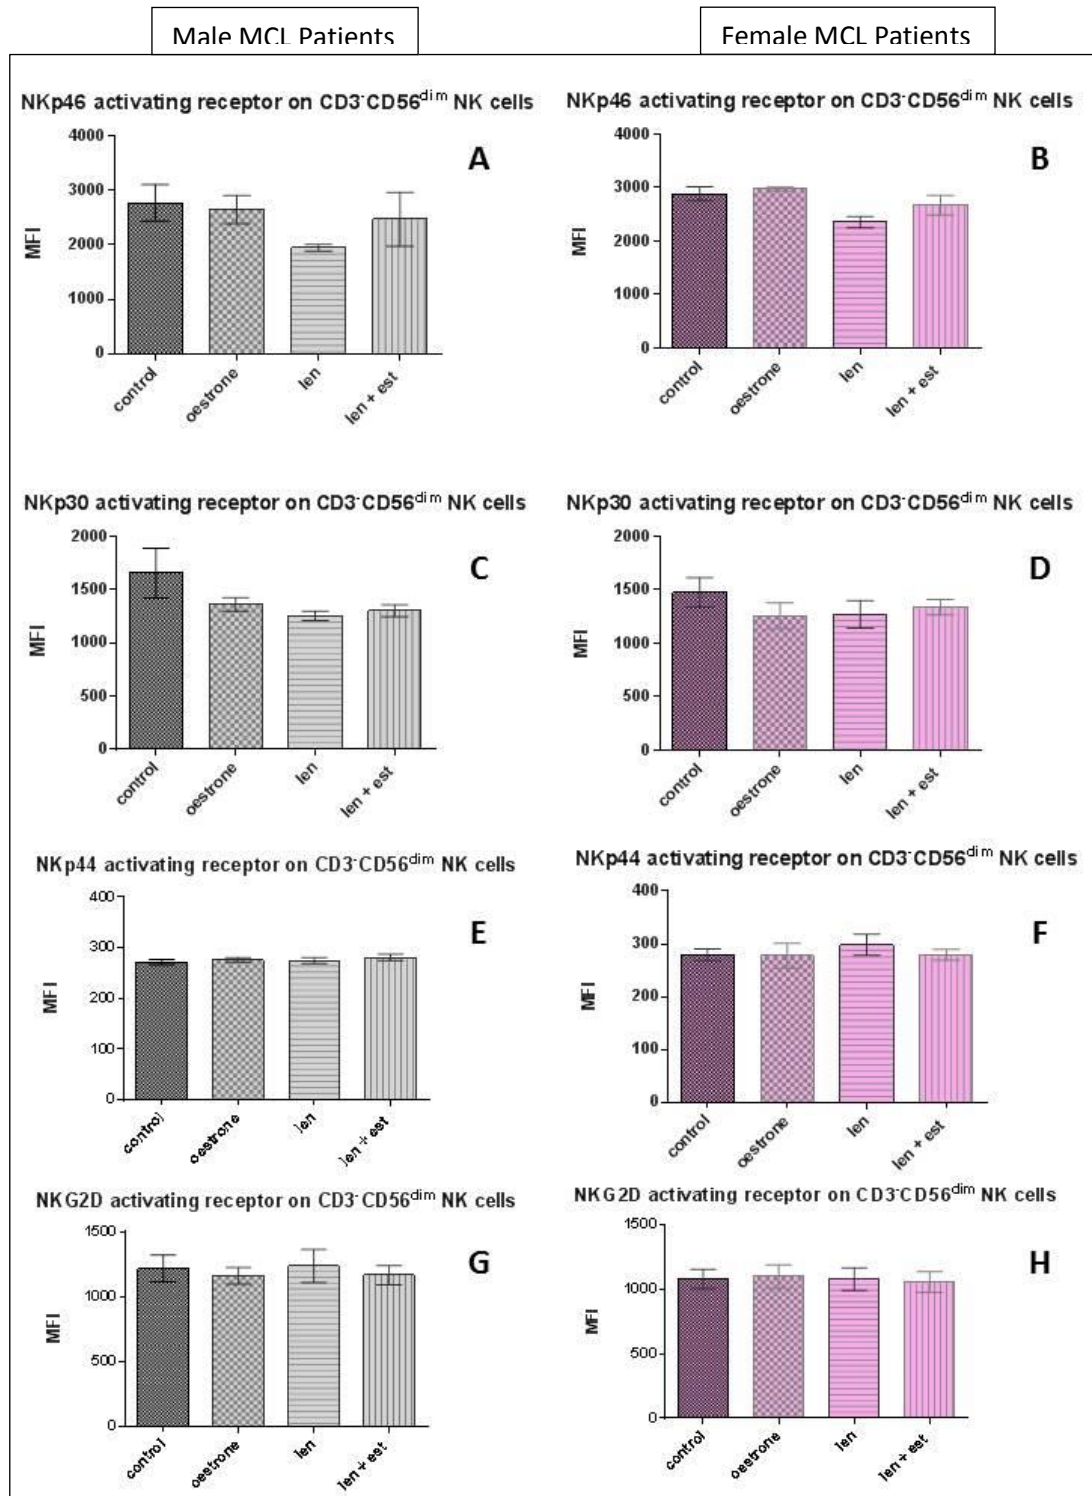 Male MCL Patients
Female MCL Patients
NKp46 activating receptor on CD3-CD56dim NK cells
A
MFI
4000
3000
2000
1000
0
control
oestrone
len
len + est
NKp46 activating receptor on CD3-CD56dim NK cells
B
MFI
4000
3000
2000
1000
0
control
oestrone
len
len + est
NKp30 activating receptor on CD3-CD56dim NK cells
C
MFI
2000
1500
1000
500
0
control
oestrone
len
len + est
NKp30 activating receptor on CD3-CD56dim NK cells
D
MFI
2000
1500
1000
500
0
control
oestrone
len
len + est
NKp44 activating receptor on CD3-CD56dim NK cells
E
MFI
400
300
200
100
0
control
oestrone
len
len + est
NKp44 activating receptor on CD3-CD56dim NK cells
F
MFI
400
300
200
100
0
control
oestrone
len
len + est
NKG2D activating receptor on CD3-CD56dim NK cells
G
MFI
1500
1000
500
0
control
oestrone
len
len + est
NKG2D activating receptor on CD3-CD56dim NK cells
H
MFI
1500
1000
500
0
control
oestrone
len
len + est